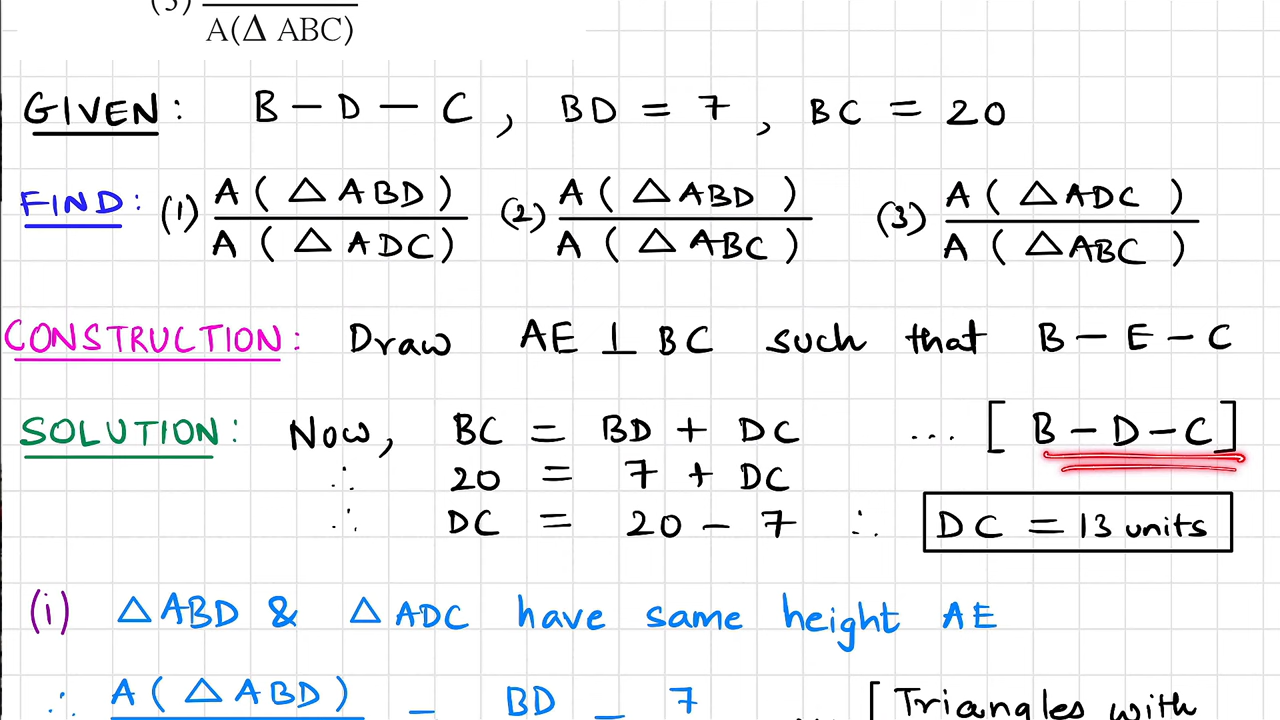 (3)
A(Δ ABC)
GIVEN: B – D – C, BD = 7, BC = 20
FIND: (1) A ( △ ABD ) / A ( △ ADC ) (2) A ( △ ABD ) / A ( △ ABC ) (3) A ( △ ADC ) / A ( △ ABC )
CONSTRUCTION: Draw AE ⊥ BC such that B – E – C
SOLUTION: Now, BC = BD + DC ... [ B – D – C ]
∴ 20 = 7 + DC
∴ DC = 20 – 7 ∴ DC = 13 units
(i) △ ABD & △ ADC have same height AE
∴ A ( △ ABD ) = BD = 7 ... [ Triangles with